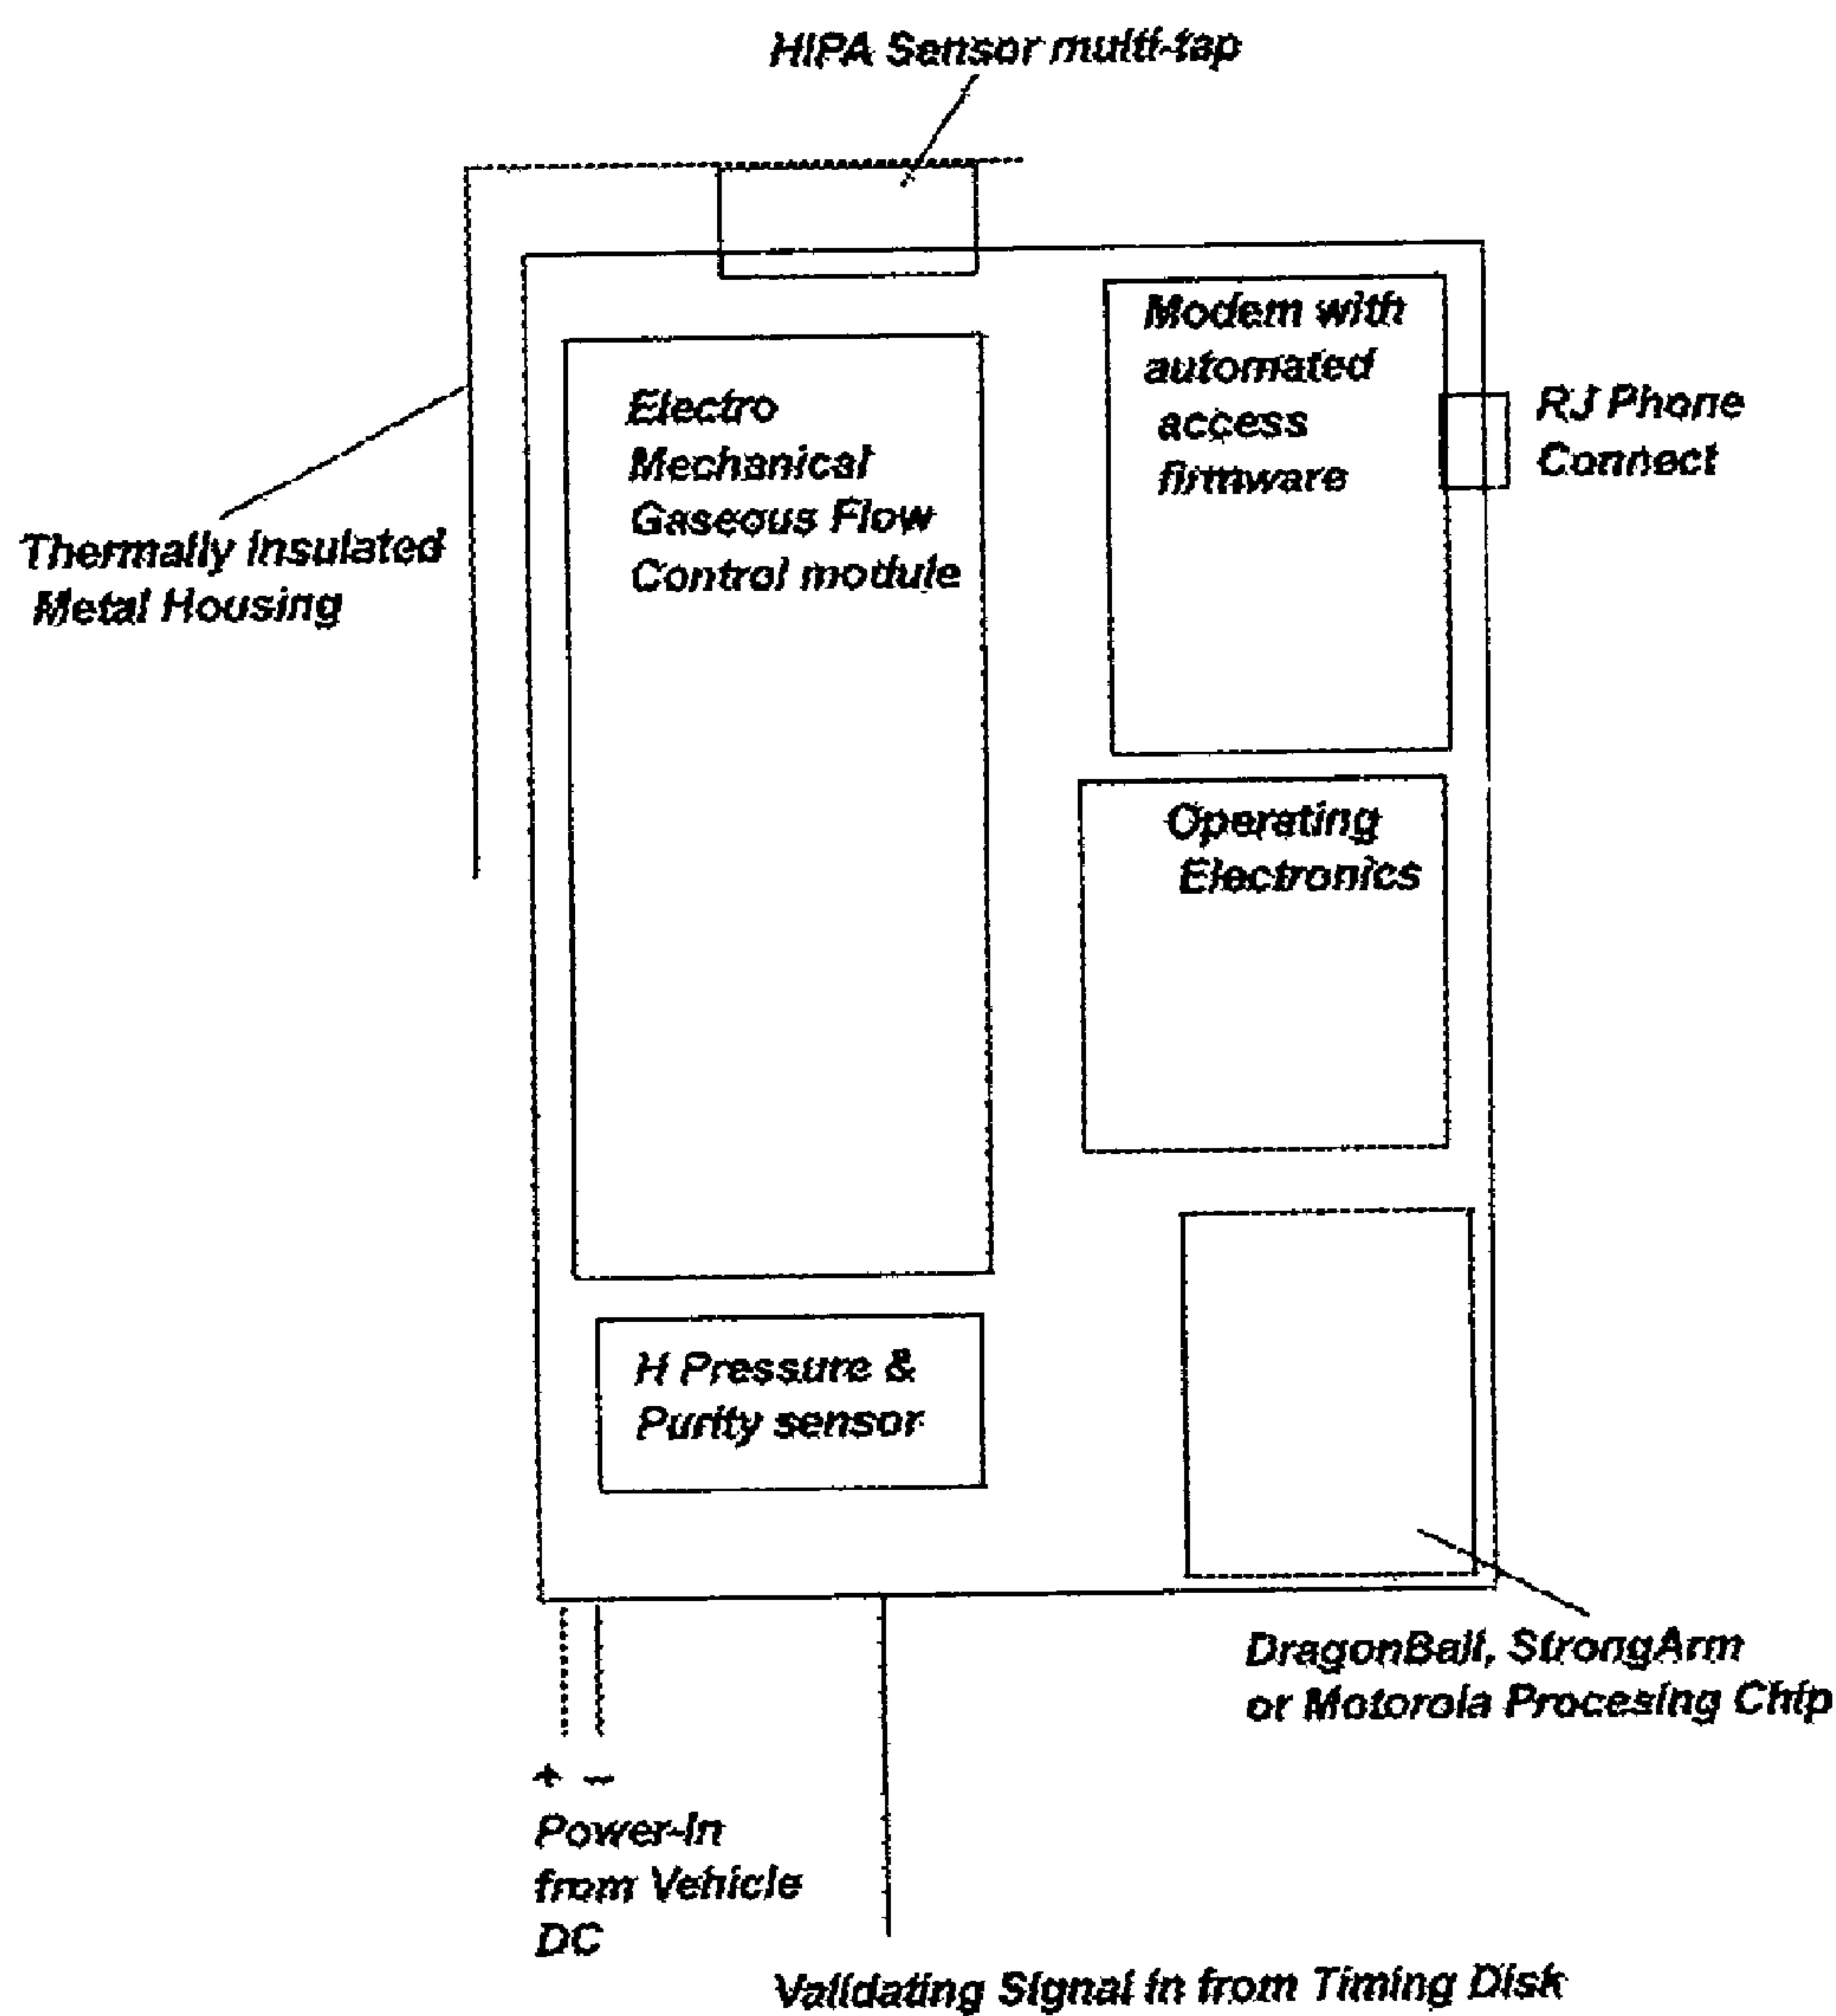 HIPA Sensor multi-tap
Modem with
automated
access
firmware
RJ Phone
Connect
Electro
Mechanical
Gaseous Flow
Control module
Thermally Insulated
Metal Housing
Operating
Electronics
H Pressure &
Purity sensor
DragonBall, StrongArm
or Motorola Procesing Chip
+ −
Power-In
from Vehicle
DC
Validating Signal in from Timing Disk